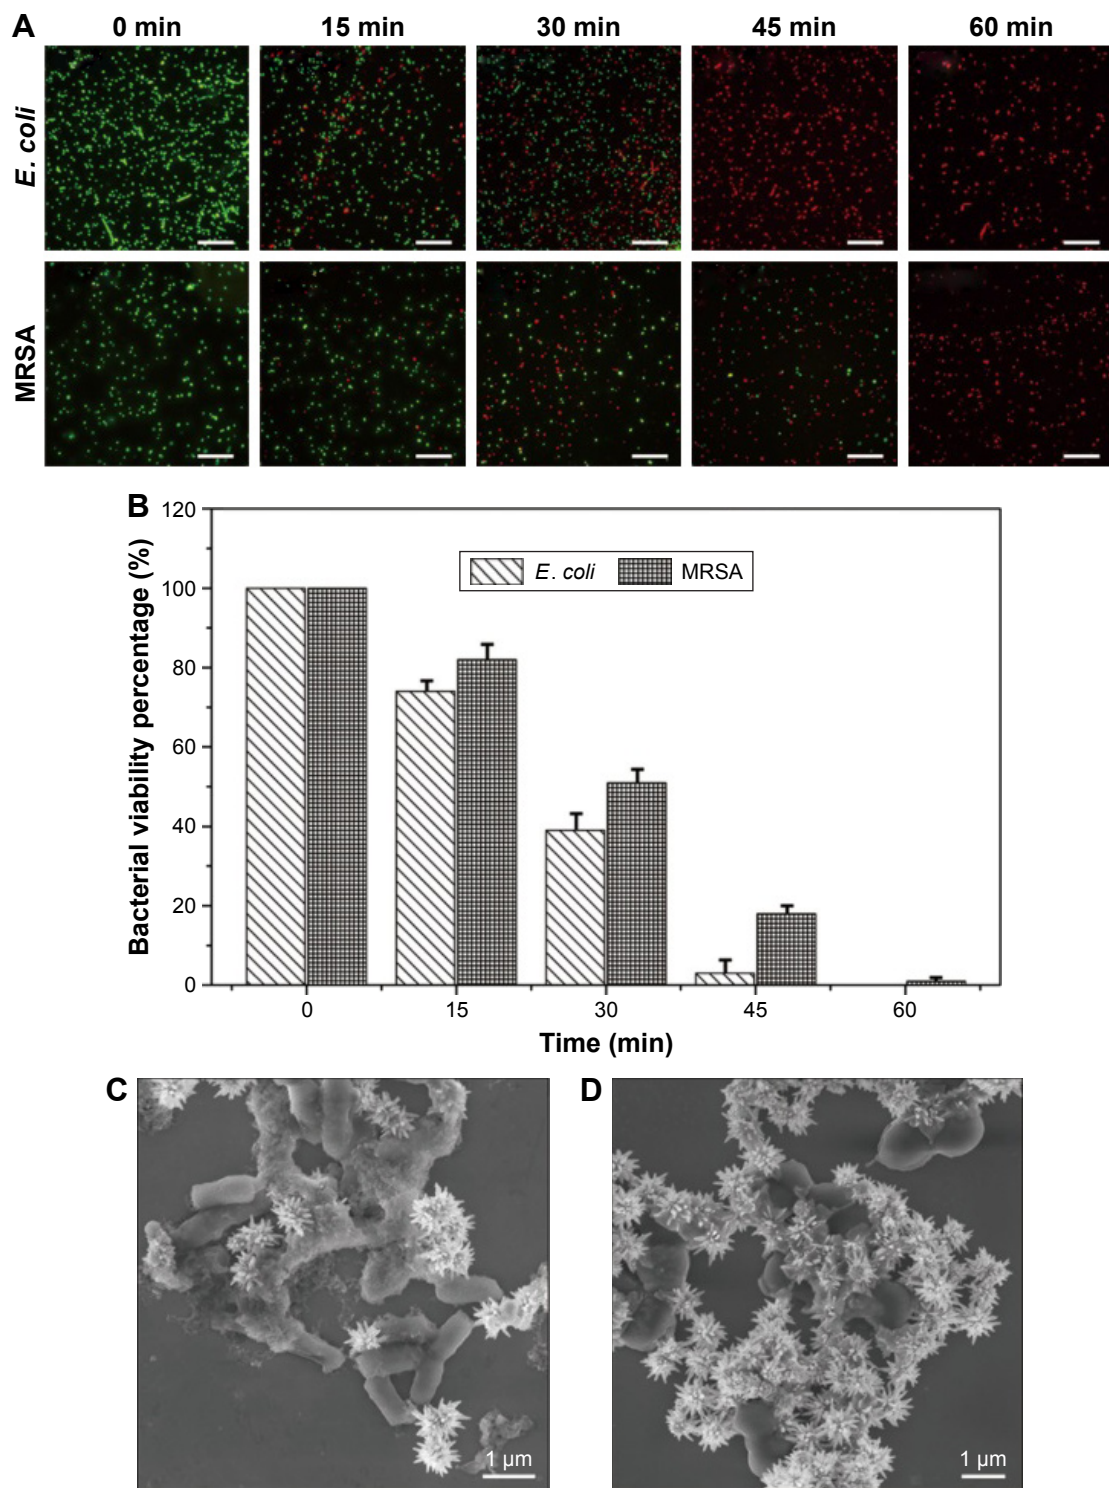 A
0 min 15 min 30 min 45 min 60 min
E. coli
MRSA
B
Bacterial viability percentage (%)
120
100
80
60
40
20
0
E. coli MRSA
0 15 30 45 60
Time (min)
C
1 µm
D
1 µm